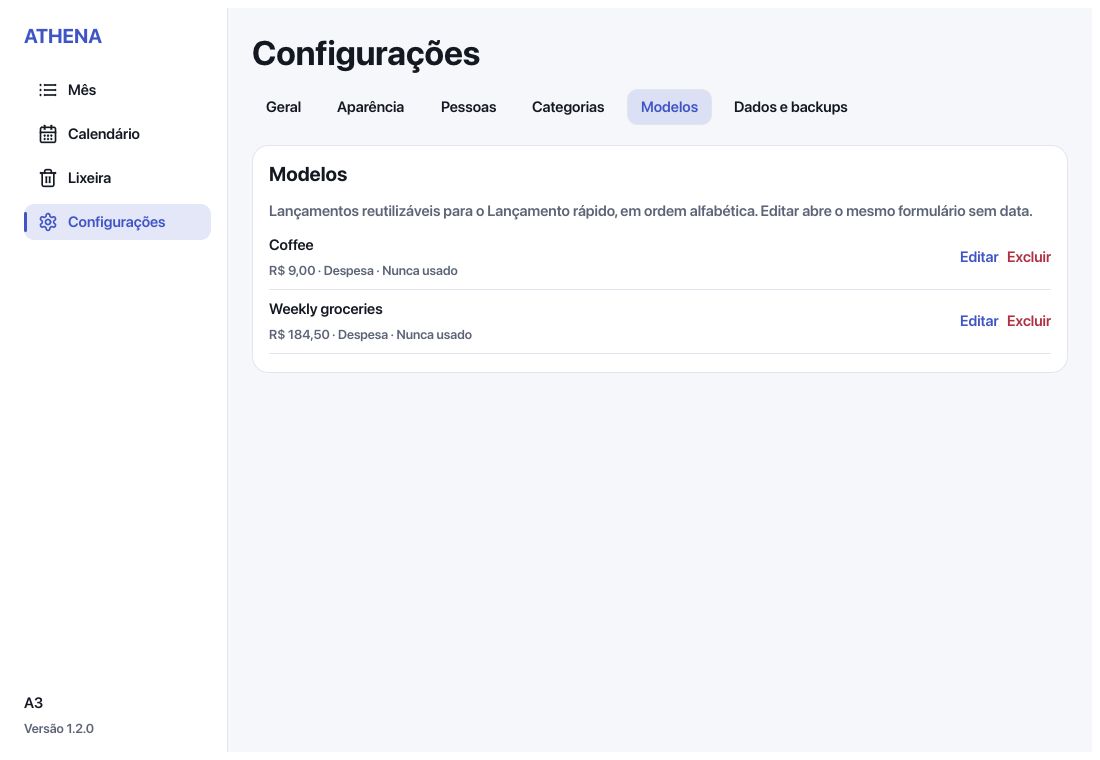 ATHENA
Mês
Calendário
Lixeira
Configurações
A3
Versão 1.2.0
Configurações
Geral Aparência Pessoas Categorias Modelos Dados e backups
Modelos
Lançamentos reutilizáveis para o Lançamento rápido, em ordem alfabética. Editar abre o mesmo formulário sem data.
Coffee
R$ 9,00 · Despesa · Nunca usado
Editar Excluir
Weekly groceries
R$ 184,50 · Despesa · Nunca usado
Editar Excluir